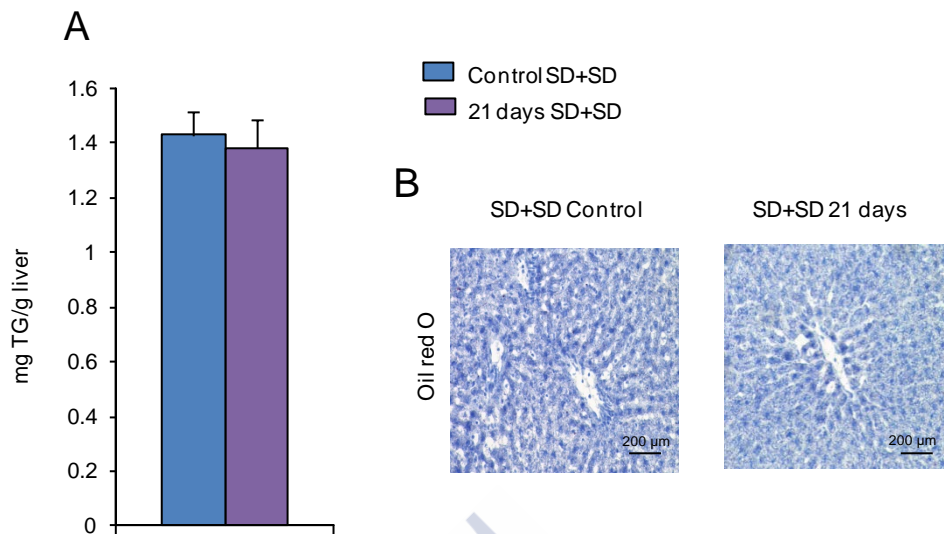 A
Control SD+SD
21 days SD+SD
1.6
1.4
1.2
1
0.8
0.6
0.4
0.2
0
mg TG/g liver
B
SD+SD Control
SD+SD 21 days
Oil red O
200 µm
200 µm